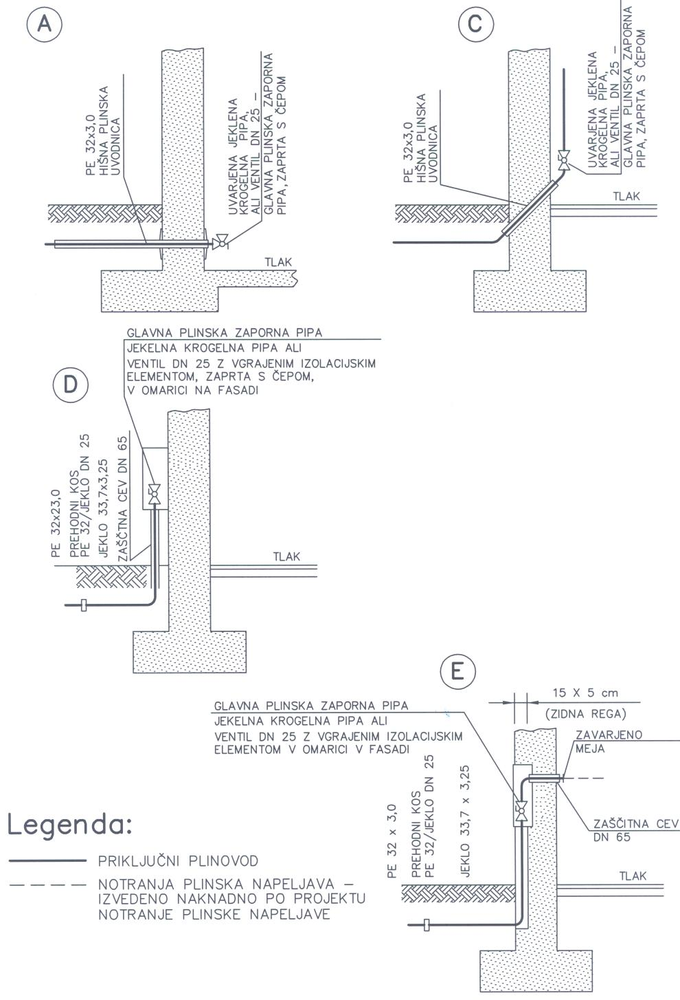 A
PE 32x3,0
HIŠNA PLINSKA
UVODNICA
UVARJENA JEKLENA
KROGELNA PIPA,
ALI VENTIL DN 25 –
GLAVNA PLINSKA ZAPORNA
PIPA, ZAPRTA S ČEPOM
TLAK
C
PE 32x3,0
HIŠNA PLINSKA
UVODNICA
UVARJENA JEKLENA
KROGELNA PIPA,
ALI VENTIL DN 25 –
GLAVNA PLINSKA ZAPORNA
PIPA, ZAPRTA S ČEPOM
TLAK
D
GLAVNA PLINSKA ZAPORNA PIPA
JEKELNA KROGELNA PIPA ALI
VENTIL DN 25 Z VGRAJENIM IZOLACIJSKIM
ELEMENTOM, ZAPRTA S ČEPOM,
V OMARICI NA FASADI
PE 32x23,0
PREHODNI KOS
PE 32/JEKLO DN 25
JEKLO 33,7x3,25
ZAŠČTNA CEV DN 65
TLAK
E
15 X 5 cm
(ZIDNA REGA)
GLAVNA PLINSKA ZAPORNA PIPA
JEKELNA KROGELNA PIPA ALI
VENTIL DN 25 Z VGRAJENIM IZOLACIJSKIM
ELEMENTOM V OMARICI V FASADI
ZAVARJENO
MEJA
PE 32 x 3,0
PREHODNI KOS
PE 32/JEKLO DN 25
JEKLO 33,7 x 3,25
ZAŠČITNA CEV
DN 65
TLAK
Legenda:
PRIKLJUČNI PLINOVOD
NOTRANJA PLINSKA NAPELJAVA –
IZVEDENO NAKNADNO PO PROJEKTU
NOTRANJE PLINSKE NAPELJAVE